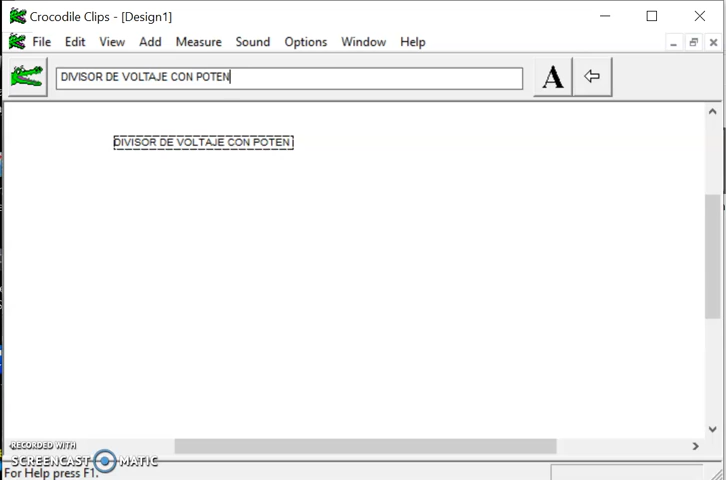 Crocodile Clips - [Design1]
File Edit View Add Measure Sound Options Window Help
DIVISOR DE VOLTAJE CON POTEN
A
DIVISOR DE VOLTAJE CON POTEN
RECORDED WITH
SCREENCAST MATIC
For Help press F1.